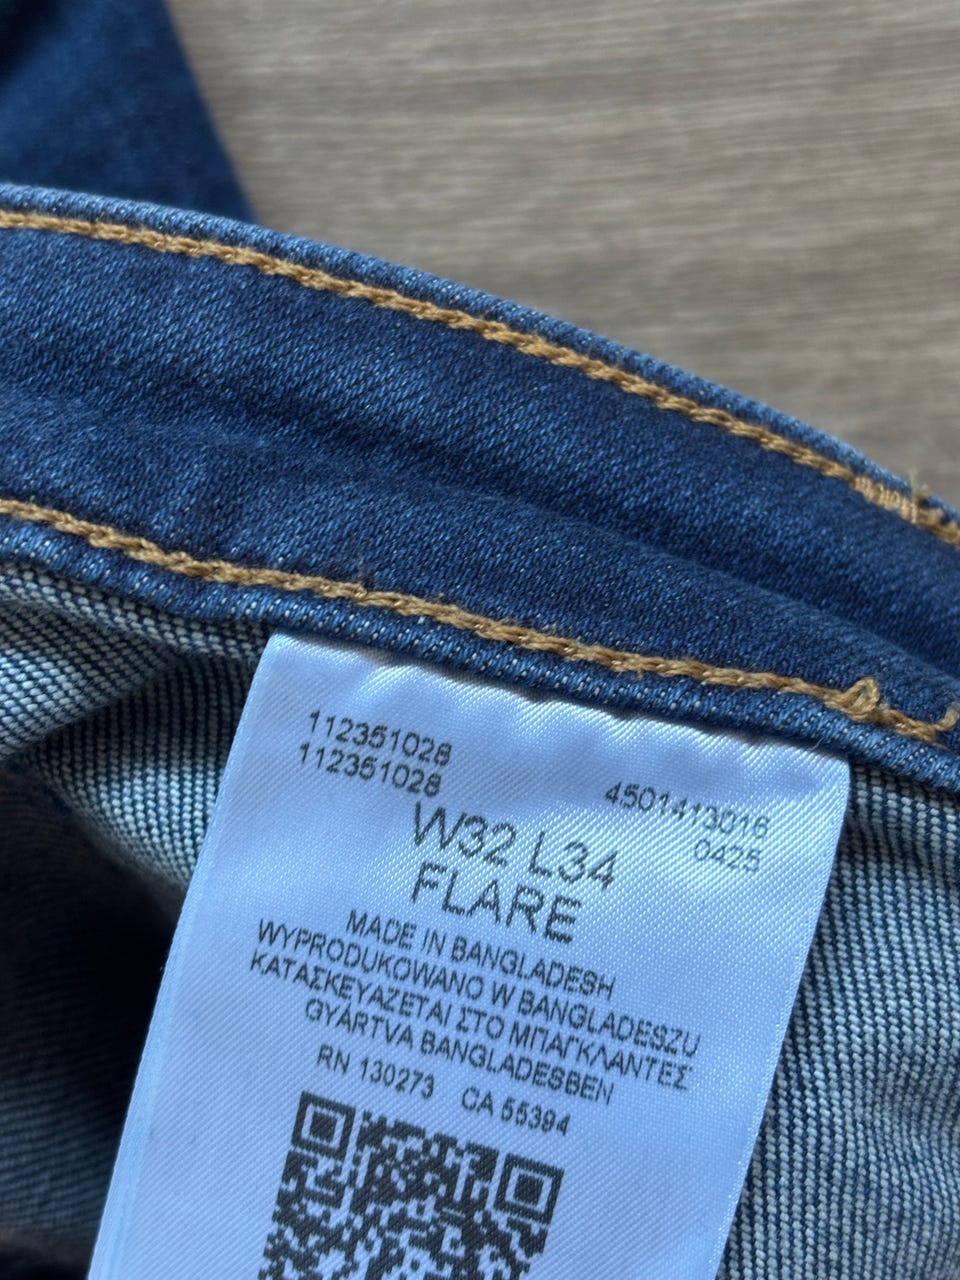 112351028
112351028
4501413016
0425
W32 L34
FLARE
MADE IN BANGLADESH
WYPRODUKOWANO W BANGLADESZU
ΚΑΤΑΣΚΕΥΑΖΕΤΑΙ ΣΤΟ ΜΠΑΓΚΛΑΝΤΕΣ
GYÁRTVA BANGLADESBEN
RN 130273 CA 55394